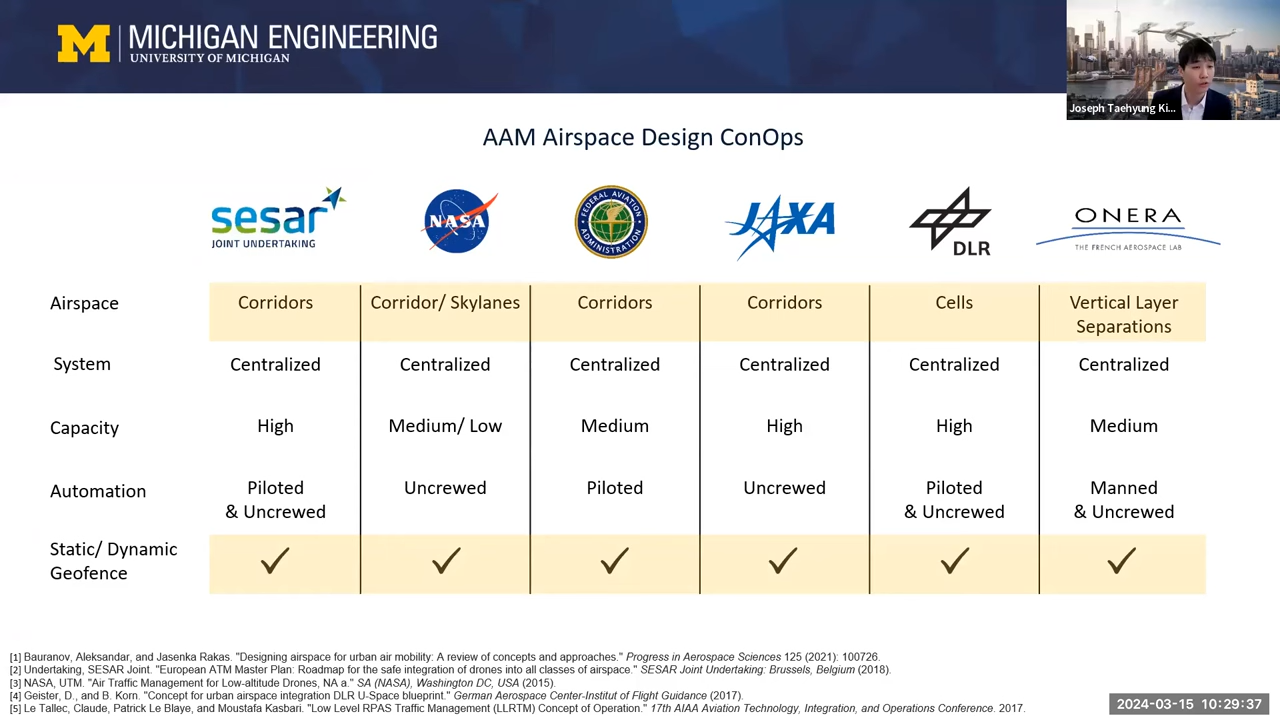 M MICHIGAN ENGINEERING
UNIVERSITY OF MICHIGAN
Joseph Taehyung Ki...
AAM Airspace Design ConOps
sesar
JOINT UNDERTAKING
NASA
FEDERAL AVIATION ADMINISTRATION
JAXA
DLR
ONERA
THE FRENCH AEROSPACE LAB
Airspace Corridors Corridor/ Skylanes Corridors Corridors Cells Vertical Layer
Separations
System Centralized Centralized Centralized Centralized Centralized Centralized
Capacity High Medium/ Low Medium High High Medium
Automation Piloted Uncrewed Piloted Uncrewed Piloted Manned
& Uncrewed & Uncrewed & Uncrewed
Static/ Dynamic
Geofence ✓ ✓ ✓ ✓ ✓ ✓
[1] Bauranov, Aleksandar, and Jasenka Rakas. "Designing airspace for urban air mobility: A review of concepts and approaches." Progress in Aerospace Sciences 125 (2021): 100726.
[2] Undertaking, SESAR Joint. "European ATM Master Plan: Roadmap for the safe integration of drones into all classes of airspace." SESAR Joint Undertaking: Brussels, Belgium (2018).
[3] NASA, UTM. "Air Traffic Management for Low-altitude Drones, NA a." SA (NASA), Washington DC, USA (2015).
[4] Geister, D., and B. Korn. "Concept for urban airspace integration DLR U-Space blueprint." German Aerospace Center-Institut of Flight Guidance (2017).
[5] Le Tallec, Claude, Patrick Le Blaye, and Moustafa Kasbari. "Low Level RPAS Traffic Management (LLRTM) Concept of Operation." 17th AIAA Aviation Technology, Integration, and Operations Conference. 2017.
2024-03-15 10:29:37